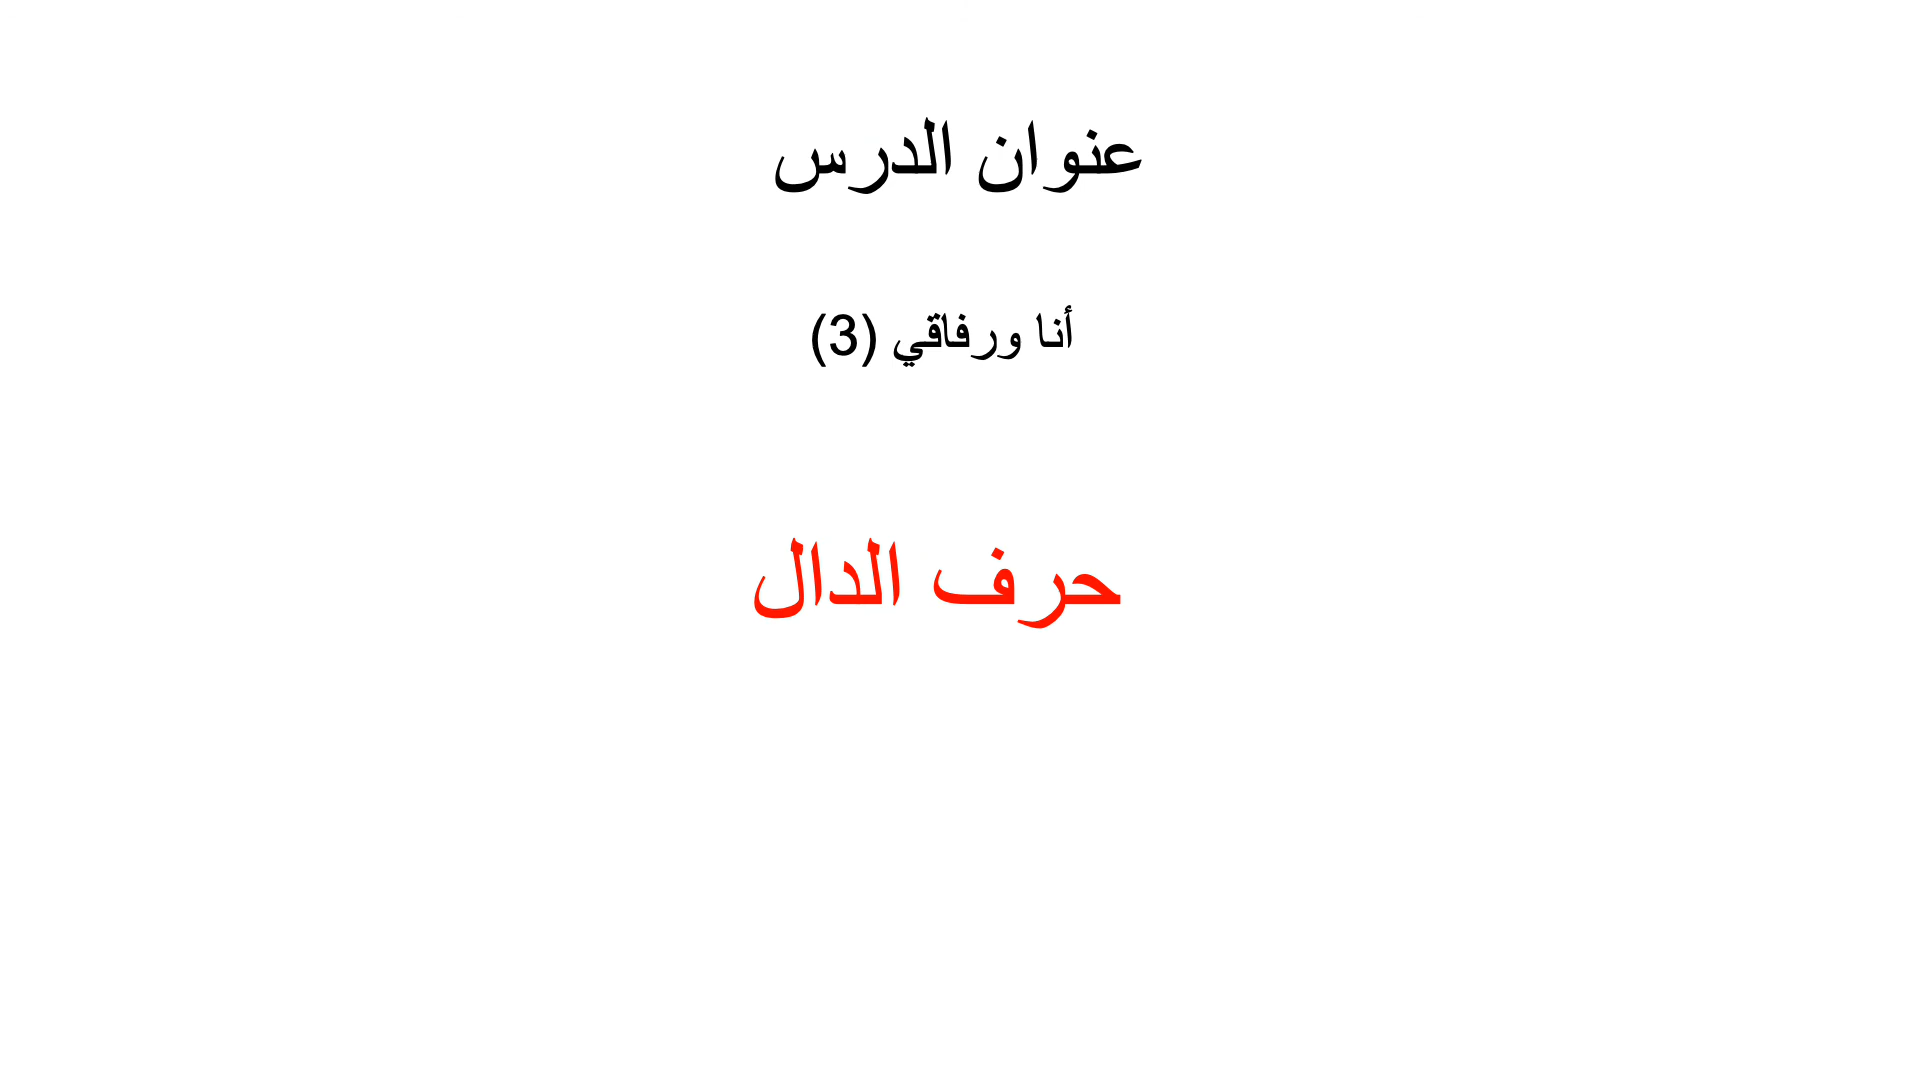 عنوان الدرس
أنا ورفاقي (3)
حرف الدال